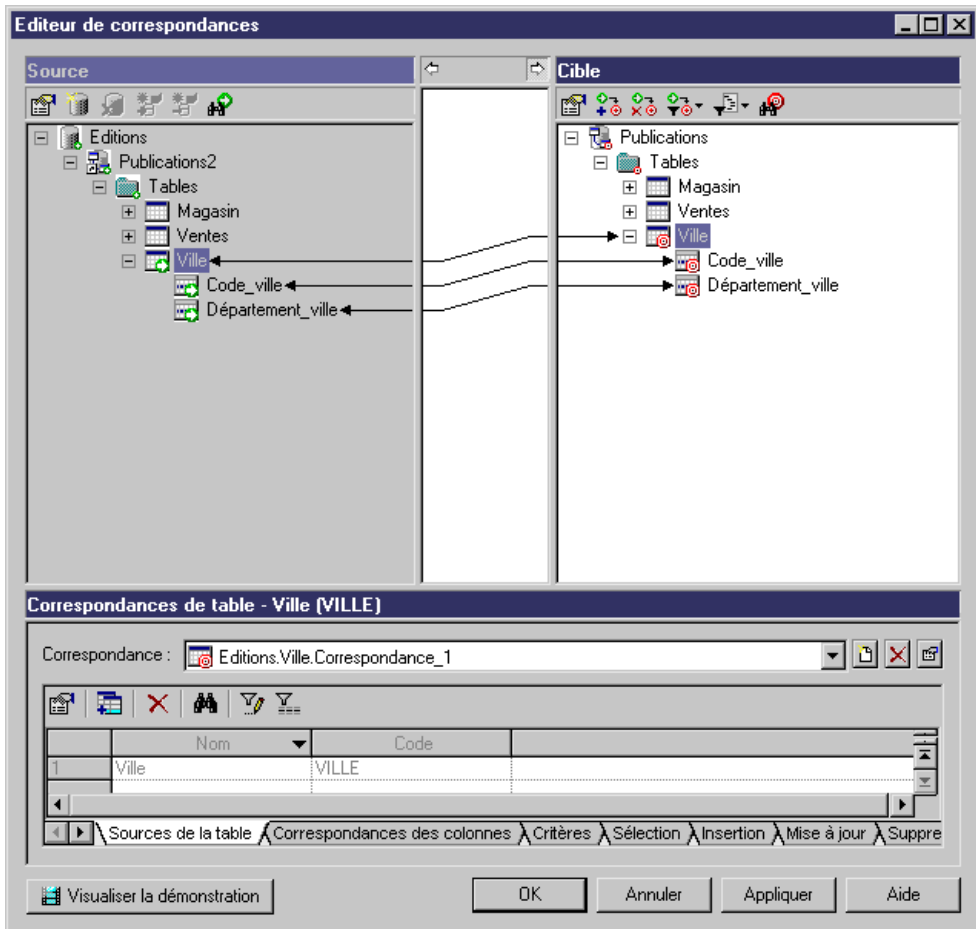 Editeur de correspondances
Source
Cible
Editions
Publications2
Tables
Magasin
Ventes
Ville
Code_ville
Département_ville
Publications
Tables
Magasin
Ventes
Ville
Code_ville
Département_ville
Correspondances de table - Ville (VILLE)
Correspondance : Editions.Ville.Correspondance_1
Nom Code
1 Ville VILLE
Sources de la table Correspondances des colonnes Critères Sélection Insertion Mise à jour Suppre
Visualiser la démonstration OK Annuler Appliquer Aide